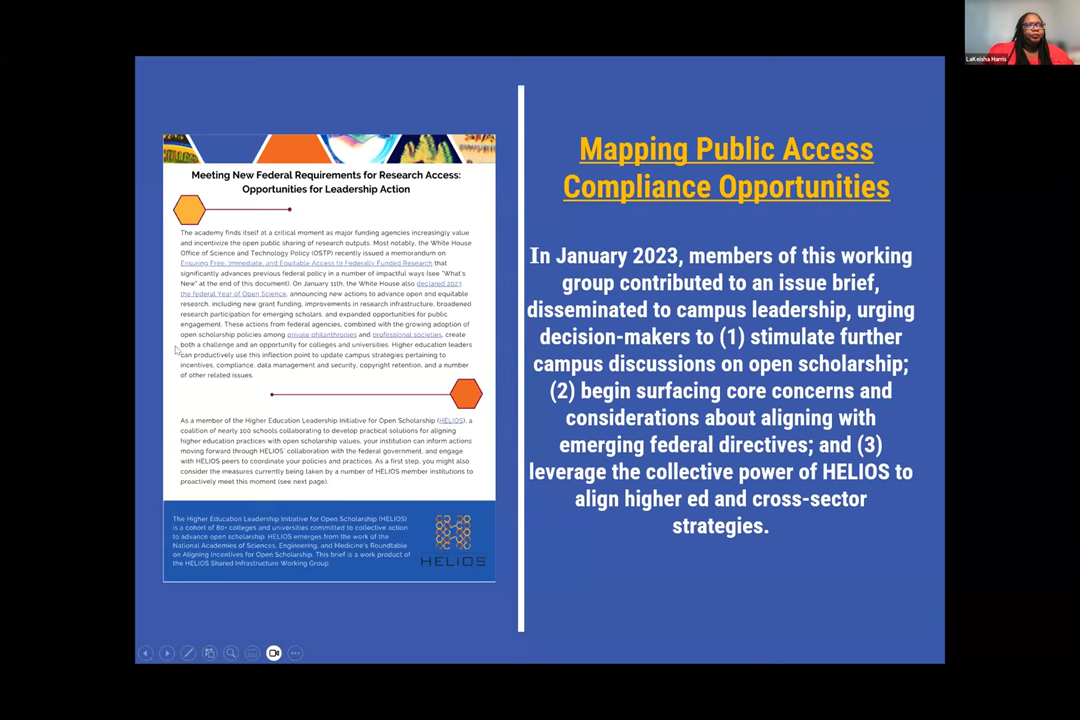 LaKeisha Harris
Meeting New Federal Requirements for Research Access:
Opportunities for Leadership Action
The academy finds itself at a critical moment as major funding agencies increasingly value
and incentivize the open public sharing of research outputs. Most notably, the White House
Office of Science and Technology Policy (OSTP) recently issued a memorandum on
Ensuring Free, Immediate, and Equitable Access to Federally Funded Research that
significantly advances previous federal policy in a number of impactful ways (see "What's
New" at the end of this document). On January 11th, the White House also declared 2023
the federal Year of Open Science, announcing new actions to advance open and equitable
research, including new grant funding, improvements in research infrastructure, broadened
research participation for emerging scholars, and expanded opportunities for public
engagement. These actions from federal agencies, combined with the growing adoption of
open scholarship policies among private philanthropies and professional societies, create
both a challenge and an opportunity for colleges and universities. Higher education leaders
can productively use this inflection point to update campus strategies pertaining to
incentives, compliance, data management and security, copyright retention, and a number
of other related issues.
As a member of the Higher Education Leadership Initiative for Open Scholarship (HELIOS), a
coalition of nearly 100 schools collaborating to develop practical solutions for aligning
higher education practices with open scholarship values, your institution can inform actions
moving forward through HELIOS' collaboration with the federal government, and engage
with HELIOS peers to coordinate your policies and practices. As a first step, you might also
consider the measures currently being taken by a number of HELIOS member institutions to
proactively meet this moment (see next page).
The Higher Education Leadership Initiative for Open Scholarship (HELIOS)
is a cohort of 80+ colleges and universities committed to collective action
to advance open scholarship. HELIOS emerges from the work of the
National Academies of Sciences, Engineering, and Medicine's Roundtable
on Aligning Incentives for Open Scholarship. This brief is a work product of
the HELIOS Shared Infrastructure Working Group.
HELIOS
Mapping Public Access
Compliance Opportunities
In January 2023, members of this working
group contributed to an issue brief,
disseminated to campus leadership, urging
decision-makers to (1) stimulate further
campus discussions on open scholarship;
(2) begin surfacing core concerns and
considerations about aligning with
emerging federal directives; and (3)
leverage the collective power of HELIOS to
align higher ed and cross-sector
strategies.